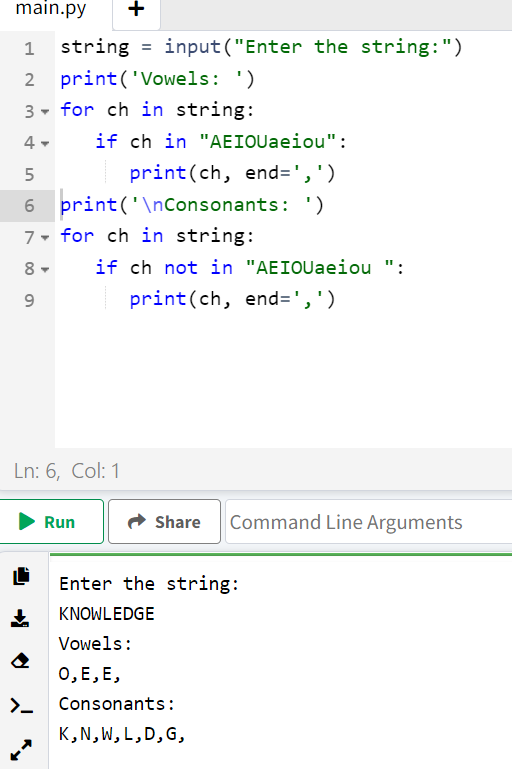 main.py +
1 string = input("Enter the string:")
2 print('Vowels: ')
3 for ch in string:
4    if ch in "AEIOUaeiou":
5       print(ch, end=',')
6 print('\nConsonants: ')
7 for ch in string:
8    if ch not in "AEIOUaeiou ":
9       print(ch, end=',')
Ln: 6, Col: 1
Run Share Command Line Arguments
Enter the string:
KNOWLEDGE
Vowels:
O,E,E,
Consonants:
K,N,W,L,D,G,